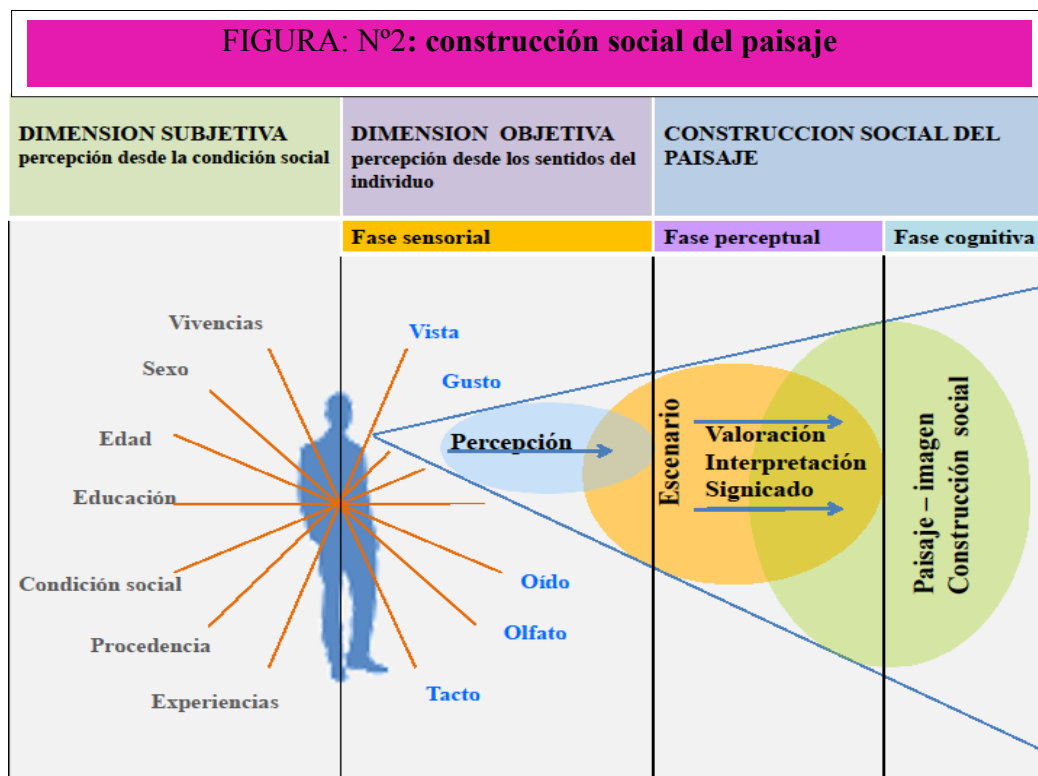 FIGURA: Nº2: construcción social del paisaje
DIMENSION SUBJETIVA
percepción desde la condición social
DIMENSION OBJETIVA
percepción desde los sentidos del
individuo
CONSTRUCCION SOCIAL DEL
PAISAJE
Fase sensorial
Fase perceptual
Fase cognitiva
Vivencias
Sexo
Edad
Educación
Condición social
Procedencia
Experiencias
Vista
Gusto
Oído
Olfato
Tacto
Percepción
Escenario
Valoración
Interpretación
Signicado
Paisaje – imagen
Construcción social